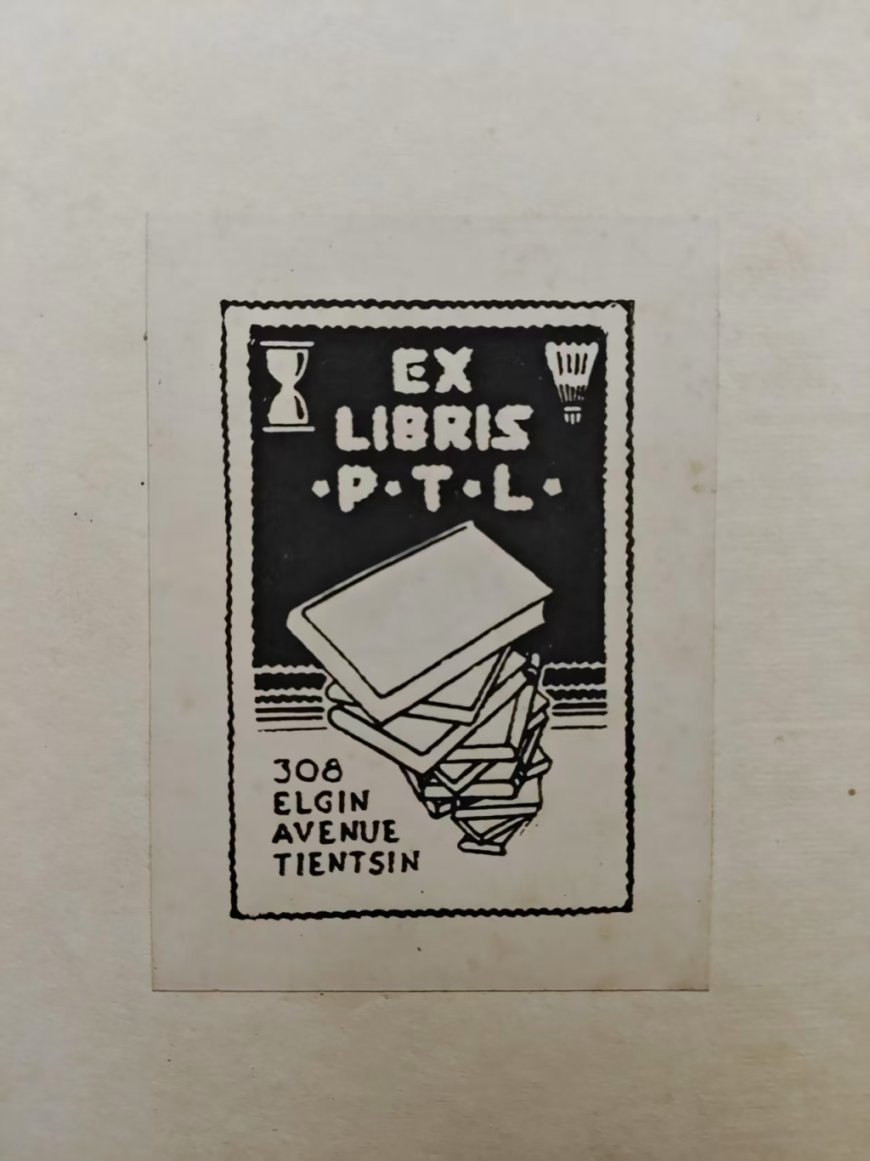 EX
LIBRIS
·P·T·L·
308
ELGIN
AVENUE
TIENTSIN